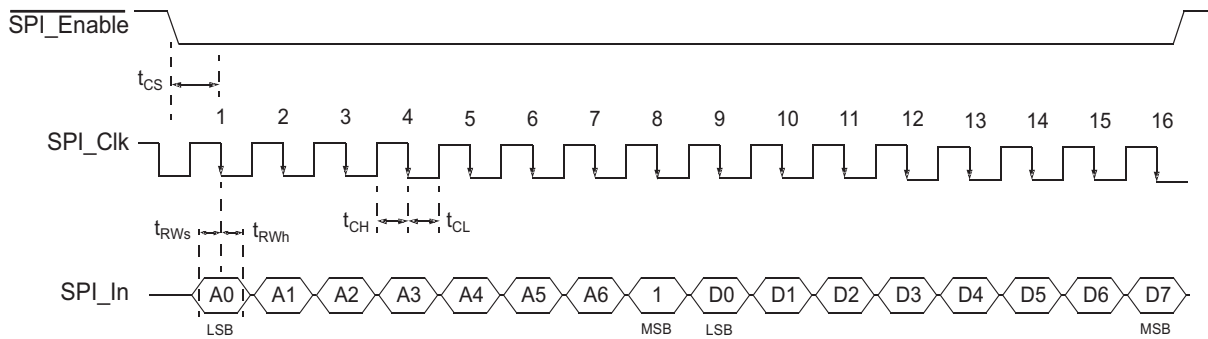 SPI_Enable
tCS
1 2 3 4 5 6 7 8 9 10 11 12 13 14 15 16
SPI_Clk
tCH tCL
tRWs tRWh
SPI_In A0 A1 A2 A3 A4 A5 A6 1 D0 D1 D2 D3 D4 D5 D6 D7
LSB MSB LSB MSB